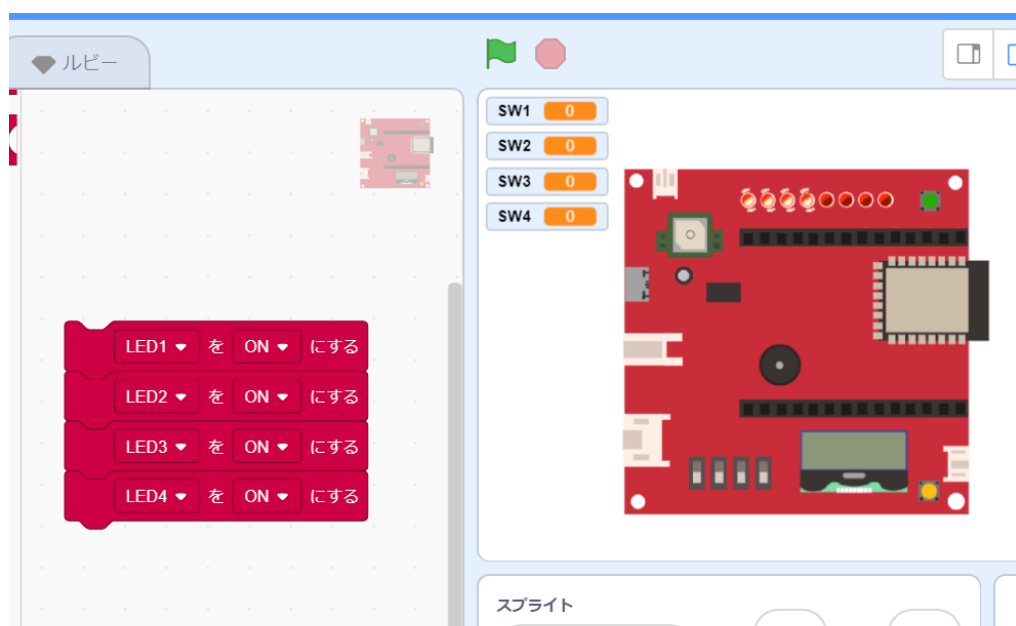 ルビー
SW1 0
SW2 0
SW3 0
SW4 0
LED1 を ON にする
LED2 を ON にする
LED3 を ON にする
LED4 を ON にする
スプライト